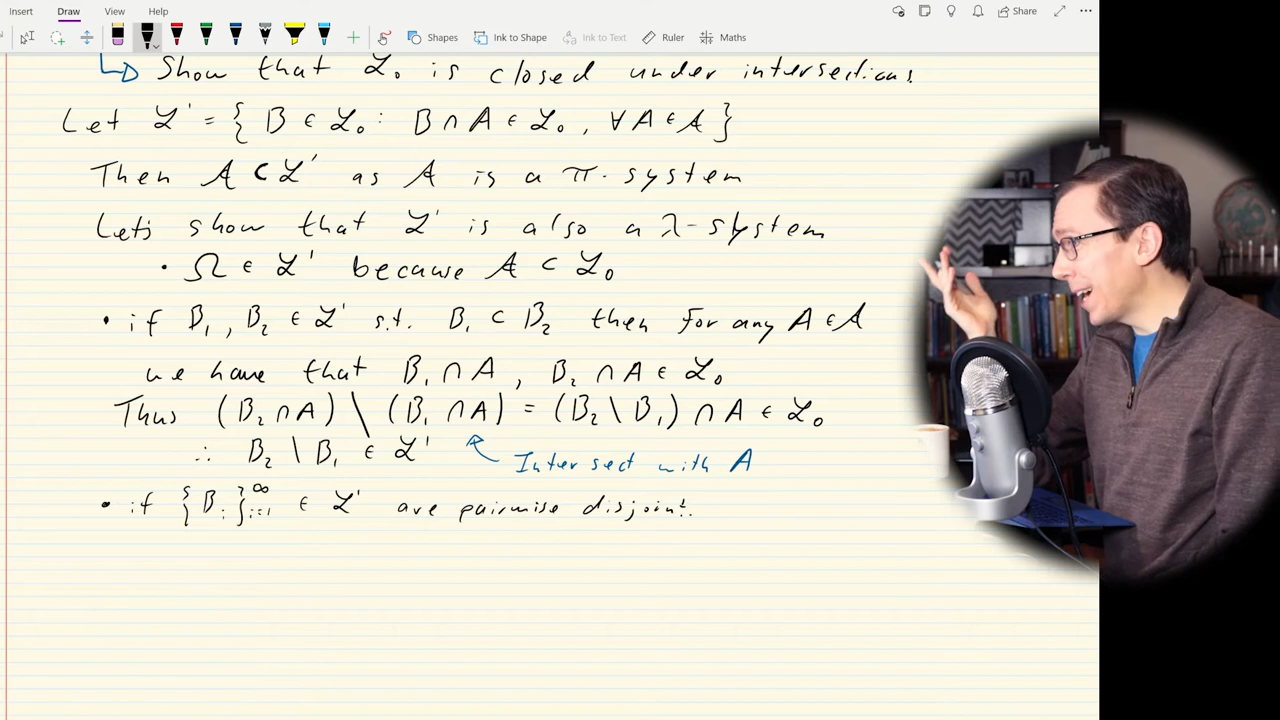 Insert Draw View Help Share
Shapes Ink to Shape Ink to Text Ruler Maths
↳ Show that ℒ₀ is closed under intersections.
Let ℒ' = { B ∈ ℒ₀ : B ∩ A ∈ ℒ₀ , ∀ A ∈ 𝒜 }
Then 𝒜 ⊂ ℒ' as 𝒜 is a π-system
Let's show that ℒ' is also a λ-system
• Ω ∈ ℒ' because 𝒜 ⊂ ℒ₀
• if B₁ , B₂ ∈ ℒ' s.t. B₁ ⊂ B₂ then for any A ∈ 𝒜
we have that B₁ ∩ A , B₂ ∩ A ∈ ℒ₀
Thus (B₂ ∩ A) \ (B₁ ∩ A) = (B₂ \ B₁) ∩ A ∈ ℒ₀
∴ B₂ \ B₁ ∈ ℒ'
Intersect with A
• if {Bᵢ}ᵢ₌₁^∞ ∈ ℒ' are pairwise disjoint.